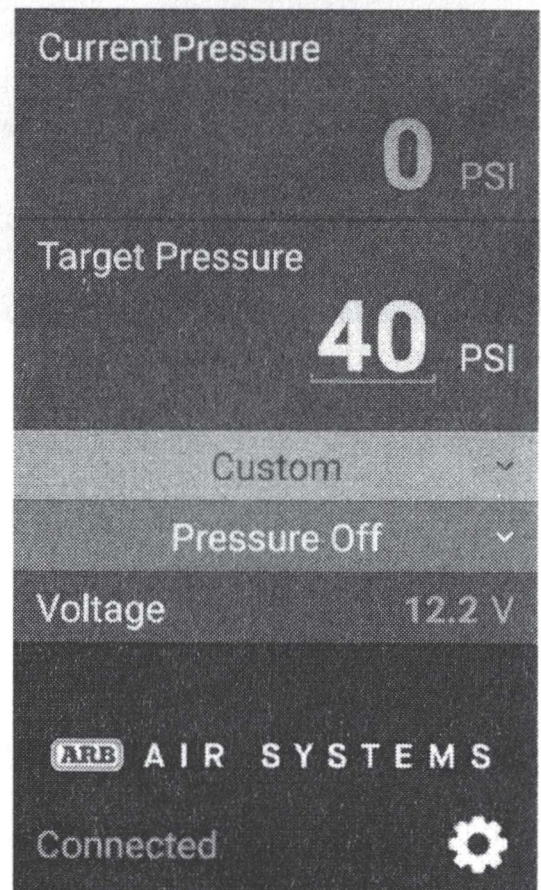 Current Pressure
0 PSI
Target Pressure
40 PSI
Custom
Pressure Off
Voltage 12.2 V
ARB AIR SYSTEMS
Connected